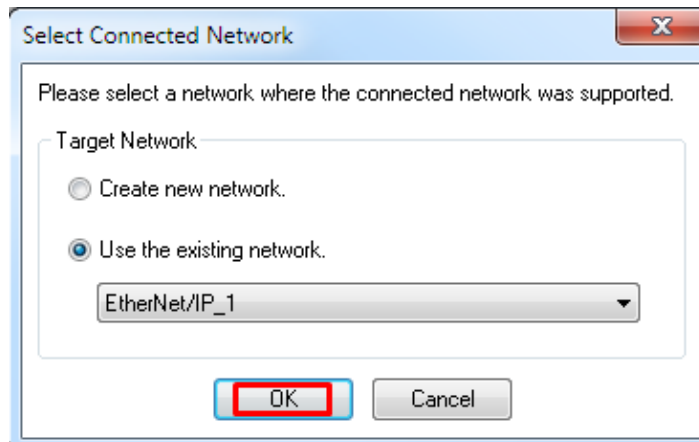 Select Connected Network
Please select a network where the connected network was supported.
Target Network
Create new network.
Use the existing network.
EtherNet/IP_1
OK
Cancel